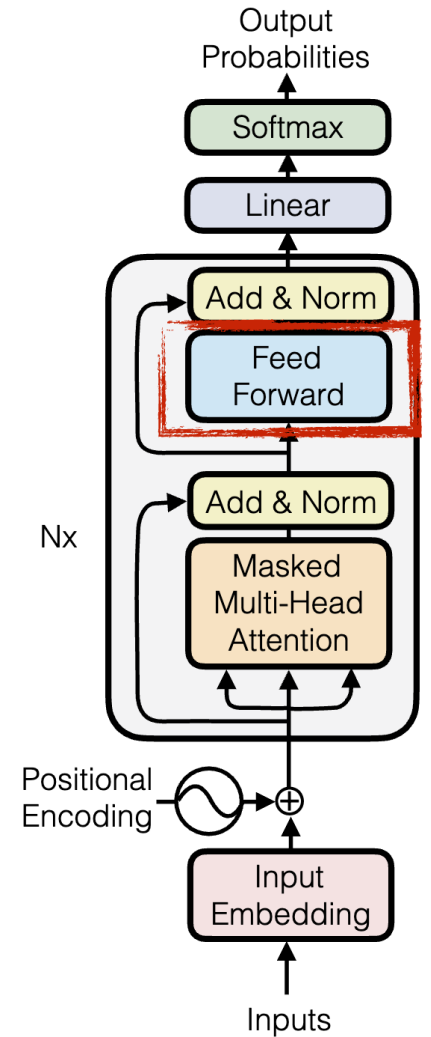 Output
Probabilities
Softmax
Linear
Add & Norm
Feed
Forward
Add & Norm
Nx
Masked
Multi-Head
Attention
Positional
Encoding
Input
Embedding
Inputs